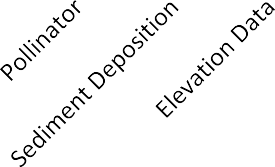 Pollinator
Sediment Deposition
Elevation Data